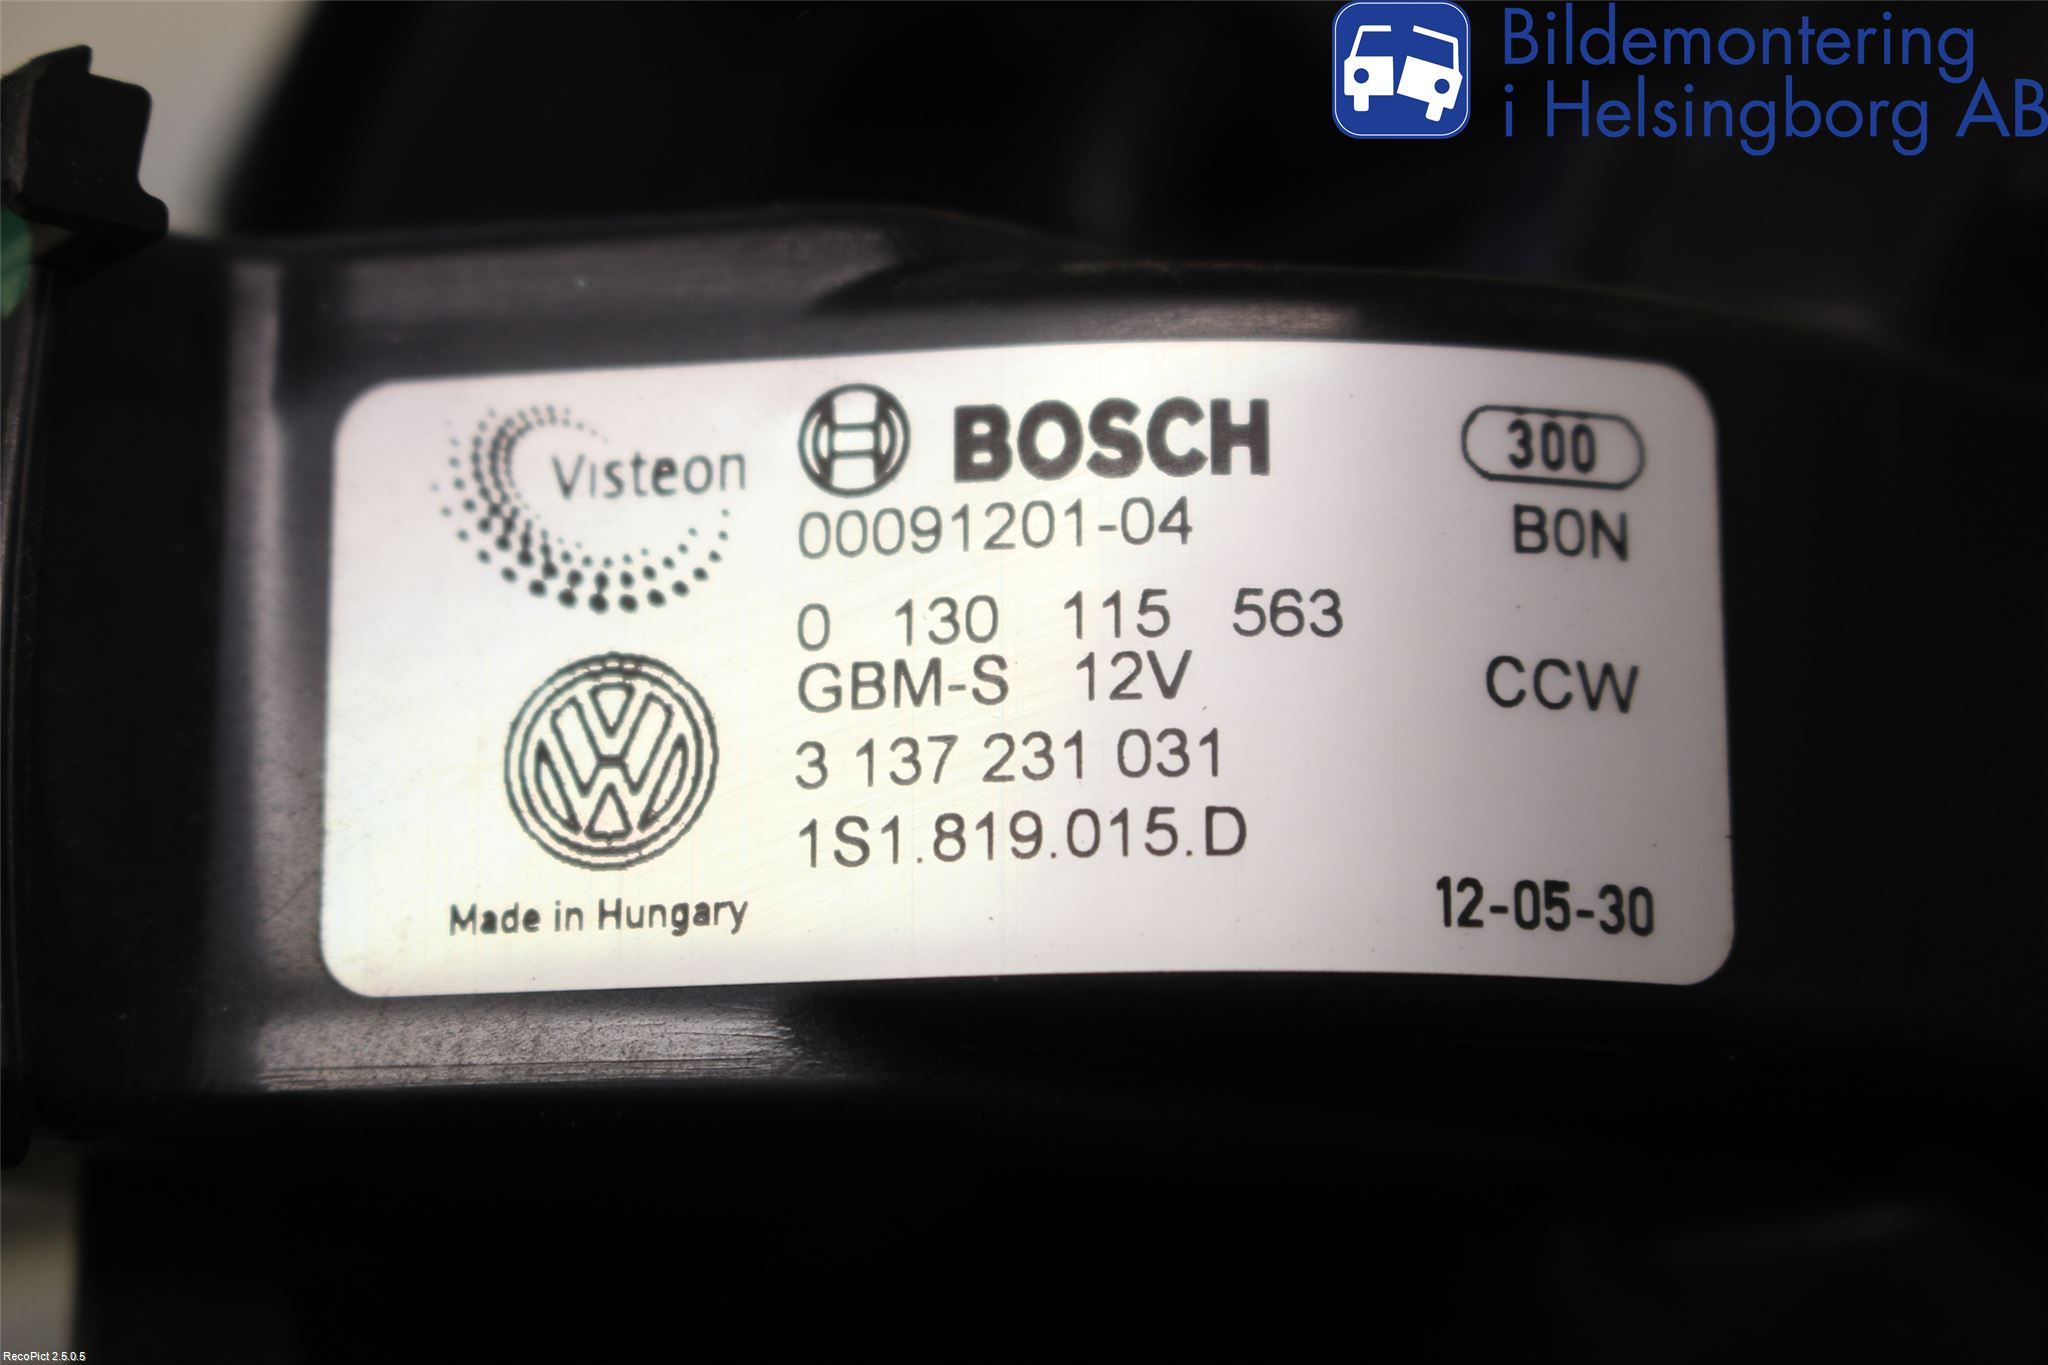 Bildemontering
i Helsingborg AB
Visteon
BOSCH
300
00091201-04
BON
0 130 115 563
GBM-S 12V
CCW
3 137 231 031
1S1.819.015.D
Made in Hungary
12-05-30
RecoPict 2.5.0.5